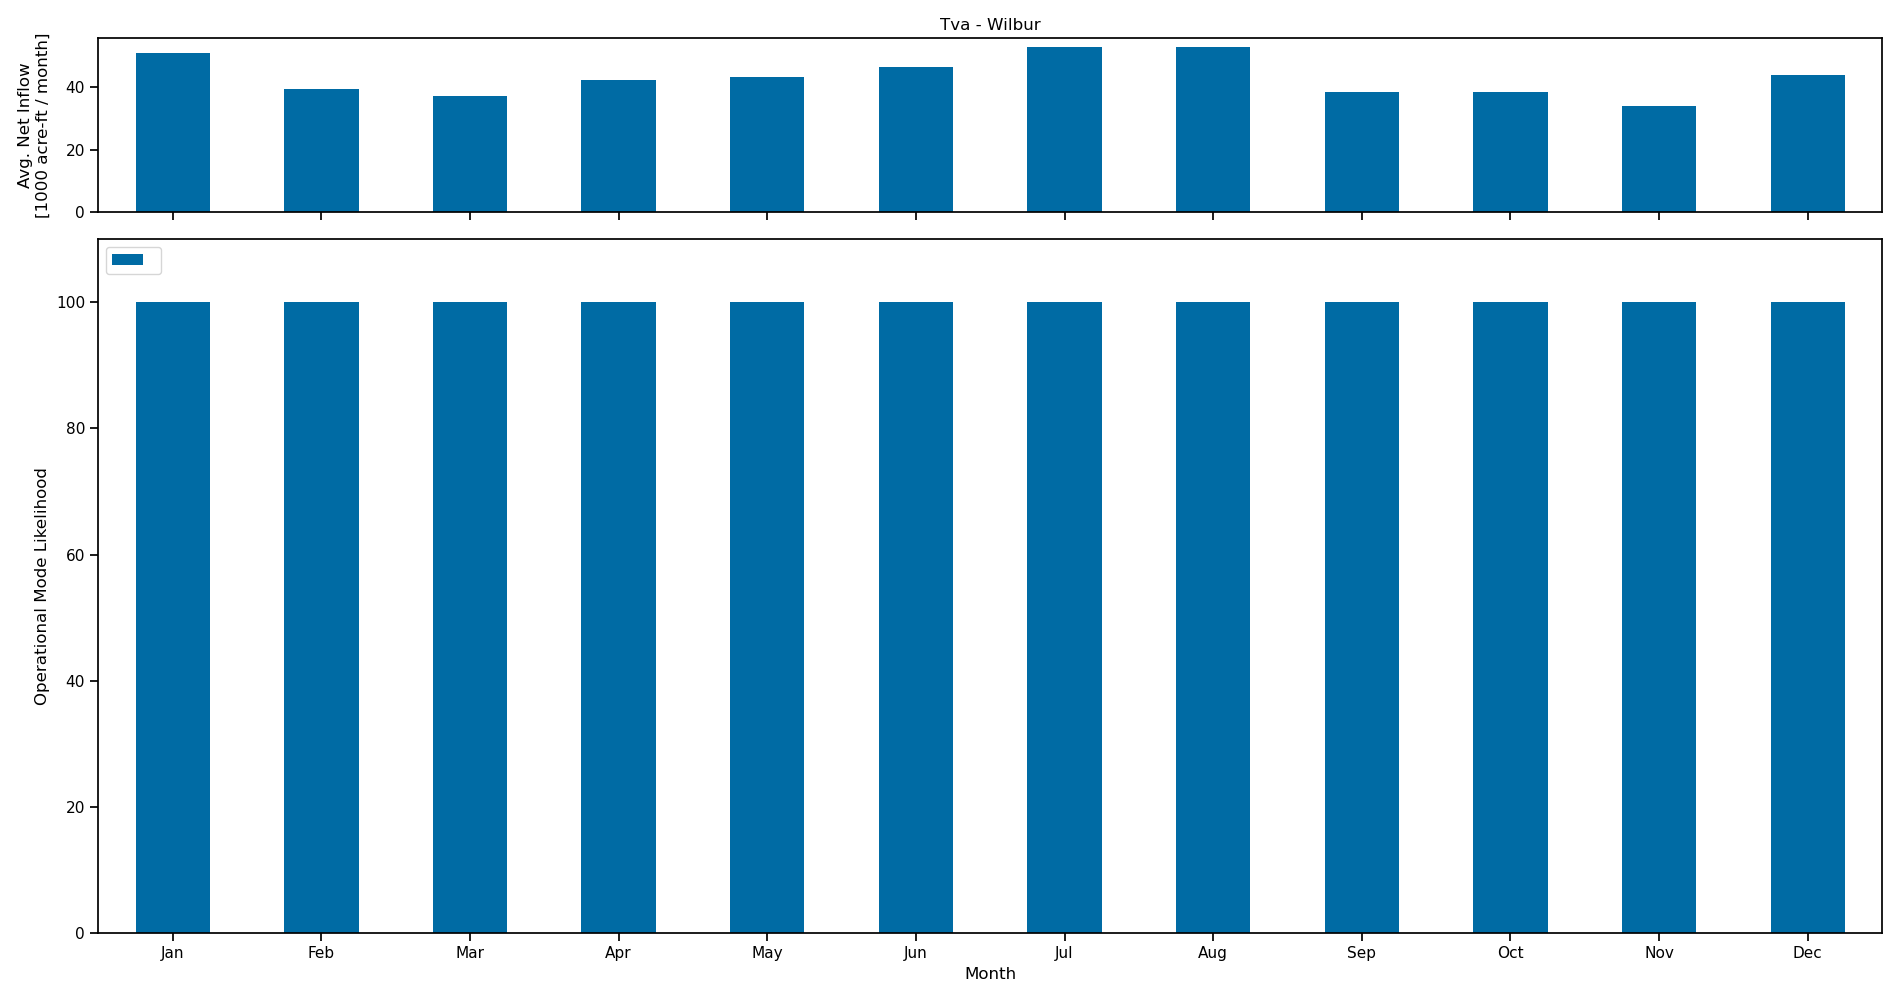 Tva - Wilbur
Avg. Net Inflow
[1000 acre-ft / month]
40
20
0
Operational Mode Likelihood
100
80
60
40
20
0
Jan Feb Mar Apr May Jun Jul Aug Sep Oct Nov Dec
Month